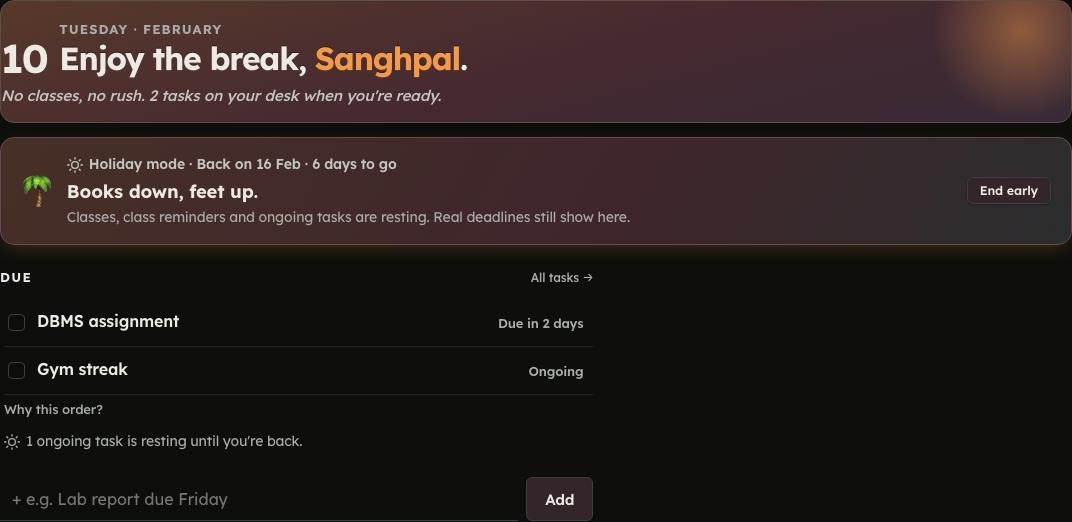 TUESDAY · FEBRUARY
10 Enjoy the break, Sanghpal.
No classes, no rush. 2 tasks on your desk when you're ready.
Holiday mode · Back on 16 Feb · 6 days to go
Books down, feet up.
End early
Classes, class reminders and ongoing tasks are resting. Real deadlines still show here.
DUE
All tasks →
DBMS assignment
Due in 2 days
Gym streak
Ongoing
Why this order?
1 ongoing task is resting until you're back.
+ e.g. Lab report due Friday
Add